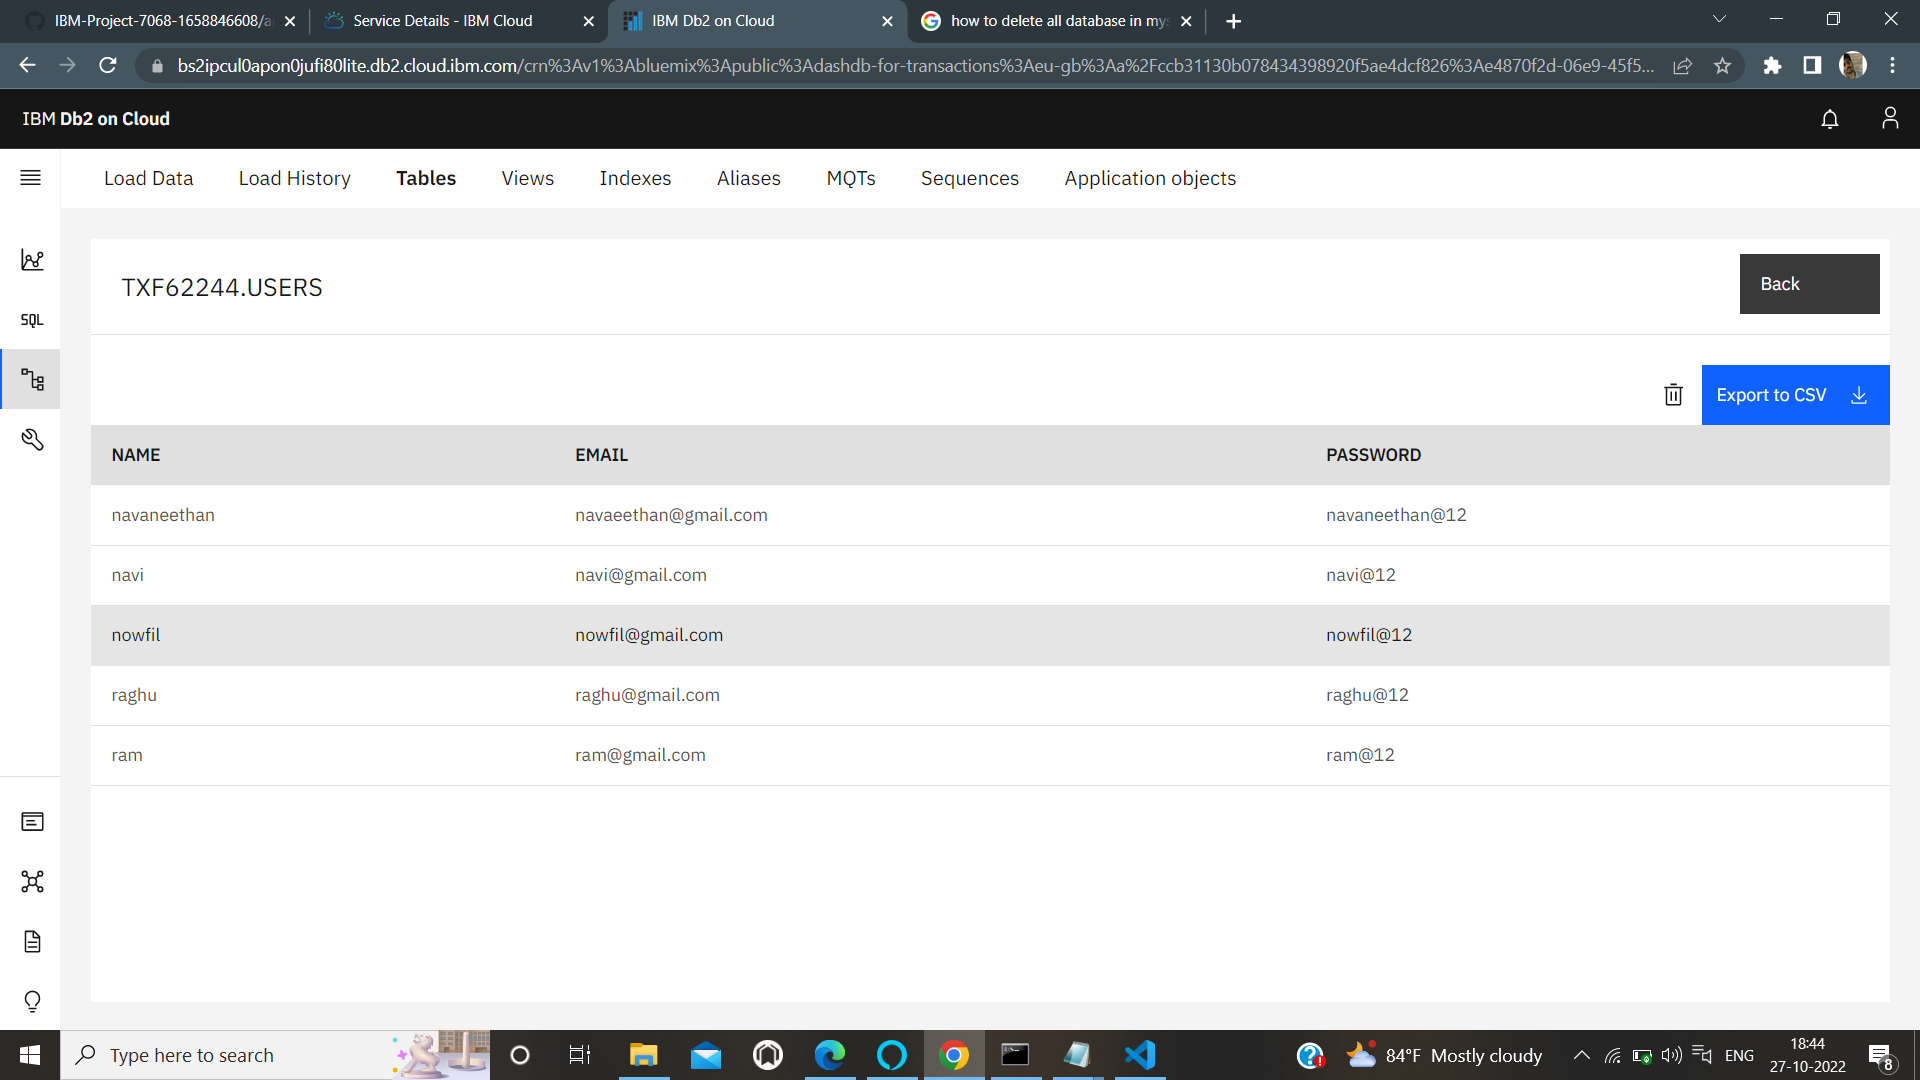 IBM-Project-7068-1658846608/a
Service Details - IBM Cloud
IBM Db2 on Cloud
how to delete all database in mys
bs2ipcul0apon0jufi80lite.db2.cloud.ibm.com/crn%3Av1%3Abluemix%3Apublic%3Adashdb-for-transactions%3Aeu-gb%3Aa%2Fccb31130b078434398920f5ae4dcf826%3Ae4870f2d-06e9-45f5...
IBM Db2 on Cloud
Load Data
Load History
Tables
Views
Indexes
Aliases
MQTs
Sequences
Application objects
SQL
TXF62244.USERS
Back
Export to CSV
NAME EMAIL PASSWORD
navaneethan navaeethan@gmail.com navaneethan@12
navi navi@gmail.com navi@12
nowfil nowfil@gmail.com nowfil@12
raghu raghu@gmail.com raghu@12
ram ram@gmail.com ram@12
Type here to search
84°F Mostly cloudy
ENG
18:44
27-10-2022
8